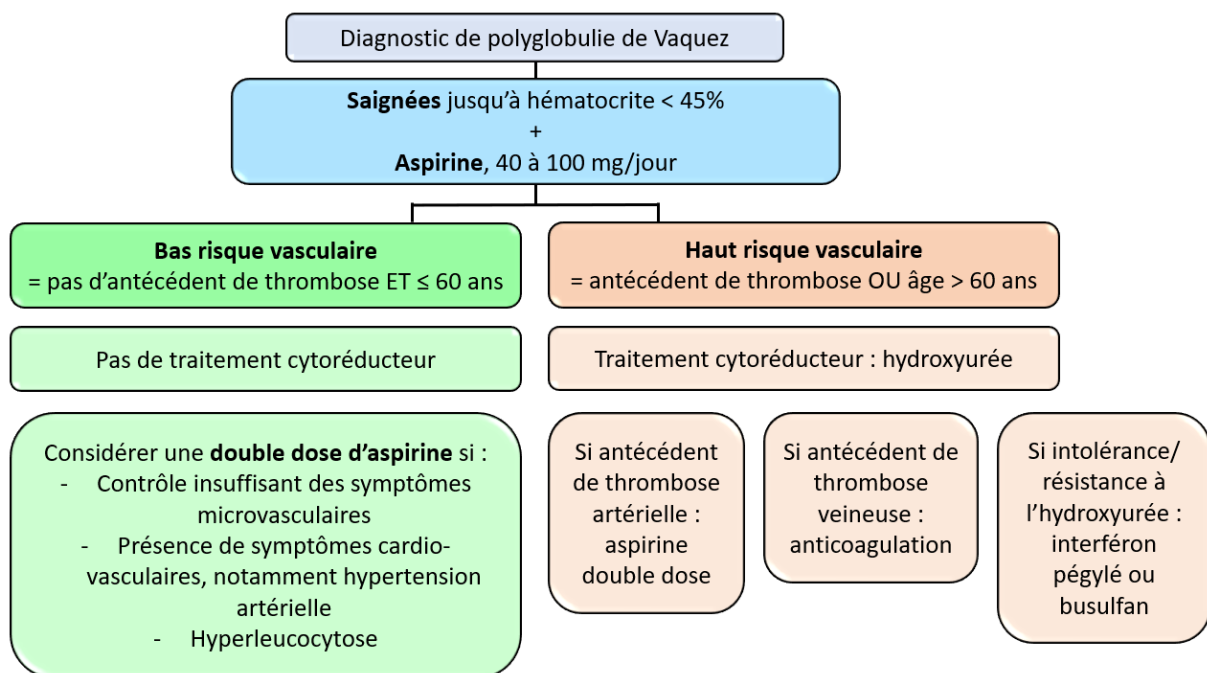 Diagnostic de polyglobulie de Vaquez
Saignées jusqu'à hématocrite < 45%
+
Aspirine, 40 à 100 mg/jour
Bas risque vasculaire
= pas d'antécédent de thrombose ET ≤ 60 ans
Haut risque vasculaire
= antécédent de thrombose OU âge > 60 ans
Pas de traitement cytoréducteur
Traitement cytoréducteur : hydroxyurée
Considérer une double dose d'aspirine si :
- Contrôle insuffisant des symptômes
microvasculaires
- Présence de symptômes cardio-
vasculaires, notamment hypertension
artérielle
- Hyperleucocytose
Si antécédent
de thrombose
artérielle :
aspirine
double dose
Si antécédent de
thrombose
veineuse :
anticoagulation
Si intolérance/
résistance à
l'hydroxyurée :
interféron
pégylé ou
busulfan